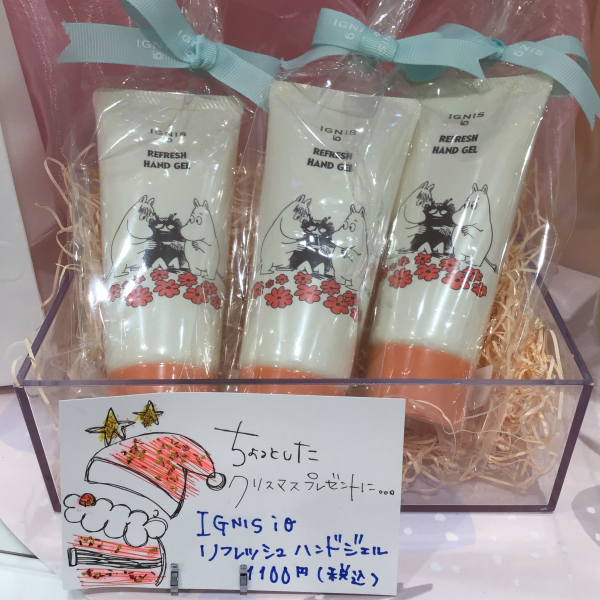 IGNIS
IGNIS
io
REFRESH
HAND GEL
IGNIS
io
REFRESH
HAND GEL
IGNIS
IGNIS
io
REFRESH
HAND GEL
ちょっとした
クリスマスプレゼントに...
IGNIS io
リフレッシュ ハンドジェル
1100円(税込)